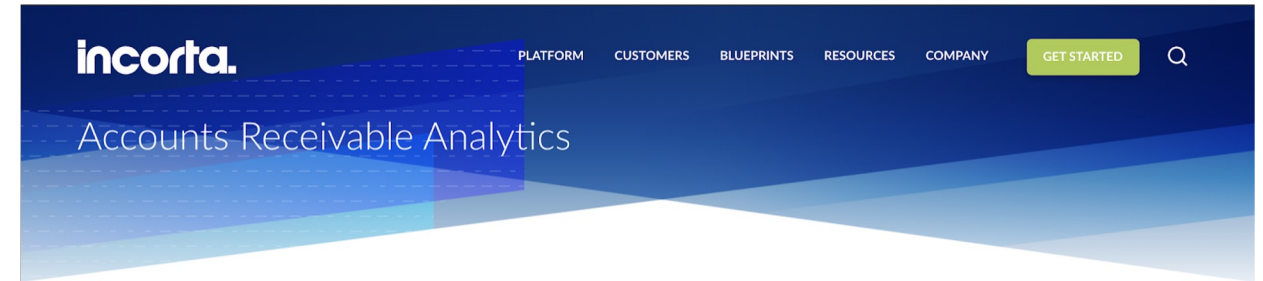 incorta.
PLATFORM CUSTOMERS BLUEPRINTS RESOURCES COMPANY GET STARTED
Accounts Receivable Analytics